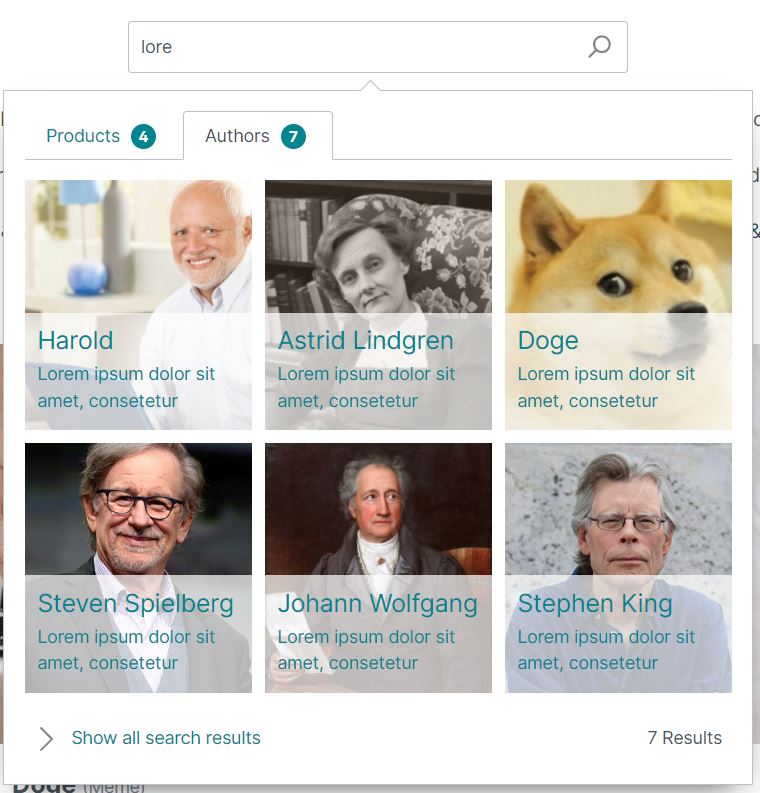 lore
Products 4 Authors 7
Harold
Lorem ipsum dolor sit
amet, consetetur
Astrid Lindgren
Lorem ipsum dolor sit
amet, consetetur
Doge
Lorem ipsum dolor sit
amet, consetetur
Steven Spielberg
Lorem ipsum dolor sit
amet, consetetur
Johann Wolfgang
Lorem ipsum dolor sit
amet, consetetur
Stephen King
Lorem ipsum dolor sit
amet, consetetur
Show all search results 7 Results
Doge (Meme)